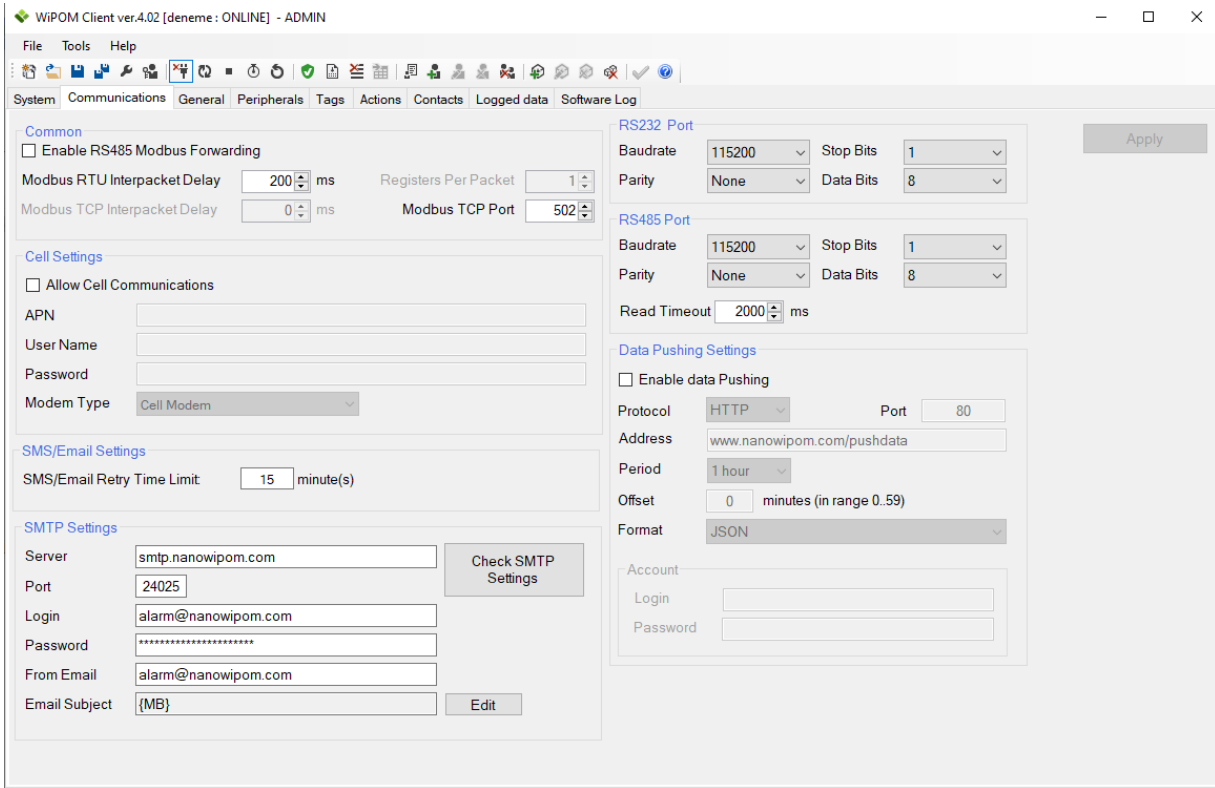 WiPOM Client ver.4.02 [deneme : ONLINE] - ADMIN
File Tools Help
System Communications General Peripherals Tags Actions Contacts Logged data Software Log
Common
Enable RS485 Modbus Forwarding
Modbus RTU Interpacket Delay 200 ms Registers Per Packet 1
Modbus TCP Interpacket Delay 0 ms Modbus TCP Port 502
Cell Settings
Allow Cell Communications
APN
User Name
Password
Modem Type Cell Modem
SMS/Email Settings
SMS/Email Retry Time Limit: 15 minute(s)
SMTP Settings
Server smtp.nanowipom.com
Check SMTP
Settings
Port 24025
Login alarm@nanowipom.com
Password **********************
From Email alarm@nanowipom.com
Email Subject {MB} Edit
RS232 Port
Baudrate 115200 Stop Bits 1
Parity None Data Bits 8
RS485 Port
Baudrate 115200 Stop Bits 1
Parity None Data Bits 8
Read Timeout 2000 ms
Data Pushing Settings
Enable data Pushing
Protocol HTTP Port 80
Address www.nanowipom.com/pushdata
Period 1 hour
Offset 0 minutes (in range 0..59)
Format JSON
Account
Login
Password
Apply